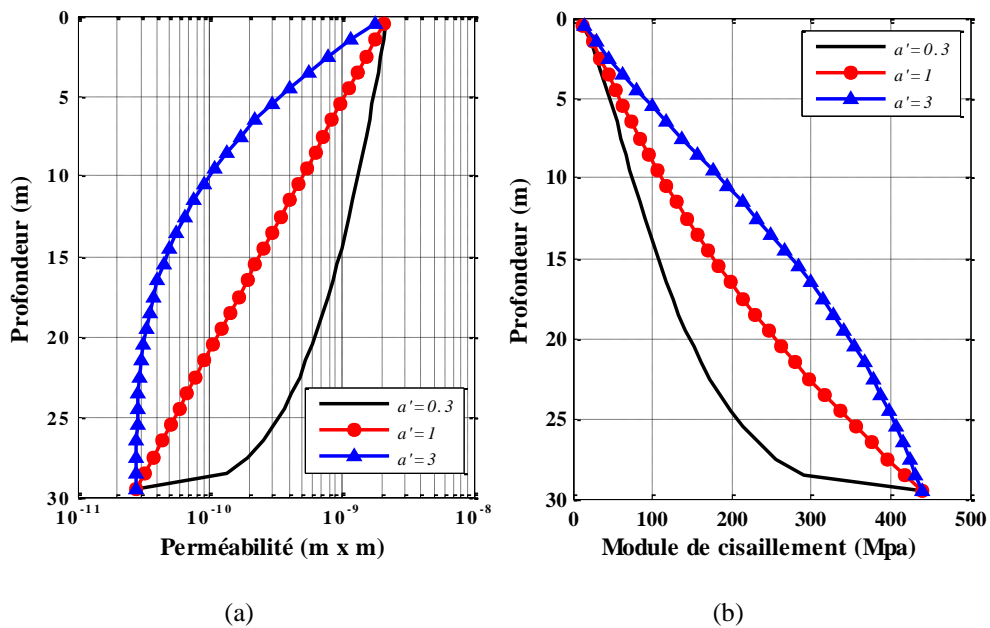 0
5
10
15
20
25
30
Profondeur (m)
10^-11
10^-10
10^-9
10^-8
Perméabilité (m x m)
a'=0.3
a'=1
a'=3
(a)
0
5
10
15
20
25
30
Profondeur (m)
0
100
200
300
400
500
Module de cisaillement (Mpa)
a'=0.3
a'=1
a'=3
(b)